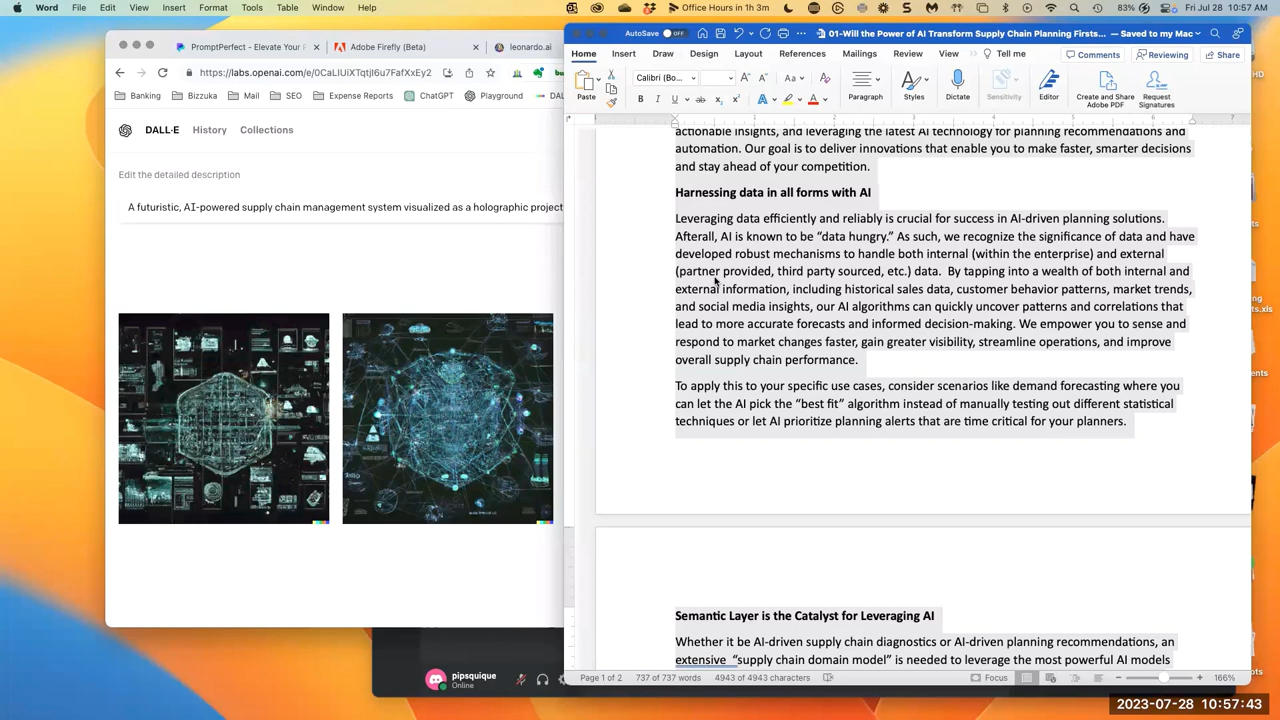 Word File Edit View Insert Format Tools Table Window Help
Office Hours in 1h 3m 83% Fri Jul 28 10:57 AM
PromptPerfect - Elevate Your Adobe Firefly (Beta) leonardo.ai
https://labs.openai.com/e/
Banking Bizzuka Mail SEO Expense Reports ChatGPT Playground
DALL·E History Collections
Edit the detailed description
A futuristic, AI-powered supply chain management system visualized as a holographic project
AutoSave OFF 01-Will the Power of AI Transform Supply Chain Planning Firsts... — Saved to my Mac
Home Insert Draw Design Layout References Mailings Review View Tell me Comments Reviewing Share
Calibri (Bo...
Paste Paragraph Styles Dictate Sensitivity Editor Create and Share Adobe PDF Request Signatures
actionable insights, and leveraging the latest AI technology for planning recommendations and
automation. Our goal is to deliver innovations that enable you to make faster, smarter decisions
and stay ahead of your competition.
Harnessing data in all forms with AI
Leveraging data efficiently and reliably is crucial for success in AI-driven planning solutions.
Afterall, AI is known to be “data hungry.” As such, we recognize the significance of data and have
developed robust mechanisms to handle both internal (within the enterprise) and external
(partner provided, third party sourced, etc.) data. By tapping into a wealth of both internal and
external information, including historical sales data, customer behavior patterns, market trends,
and social media insights, our AI algorithms can quickly uncover patterns and correlations that
lead to more accurate forecasts and informed decision-making. We empower you to sense and
respond to market changes faster, gain greater visibility, streamline operations, and improve
overall supply chain performance.
To apply this to your specific use cases, consider scenarios like demand forecasting where you
can let the AI pick the “best fit” algorithm instead of manually testing out different statistical
techniques or let AI prioritize planning alerts that are time critical for your planners.
Semantic Layer is the Catalyst for Leveraging AI
Whether it be AI-driven supply chain diagnostics or AI-driven planning recommendations, an
extensive “supply chain domain model” is needed to leverage the most powerful AI models
Page 1 of 2 737 of 737 words 4943 of 4943 characters Focus 166%
pipsquique
Online
2023-07-28 10:57:43